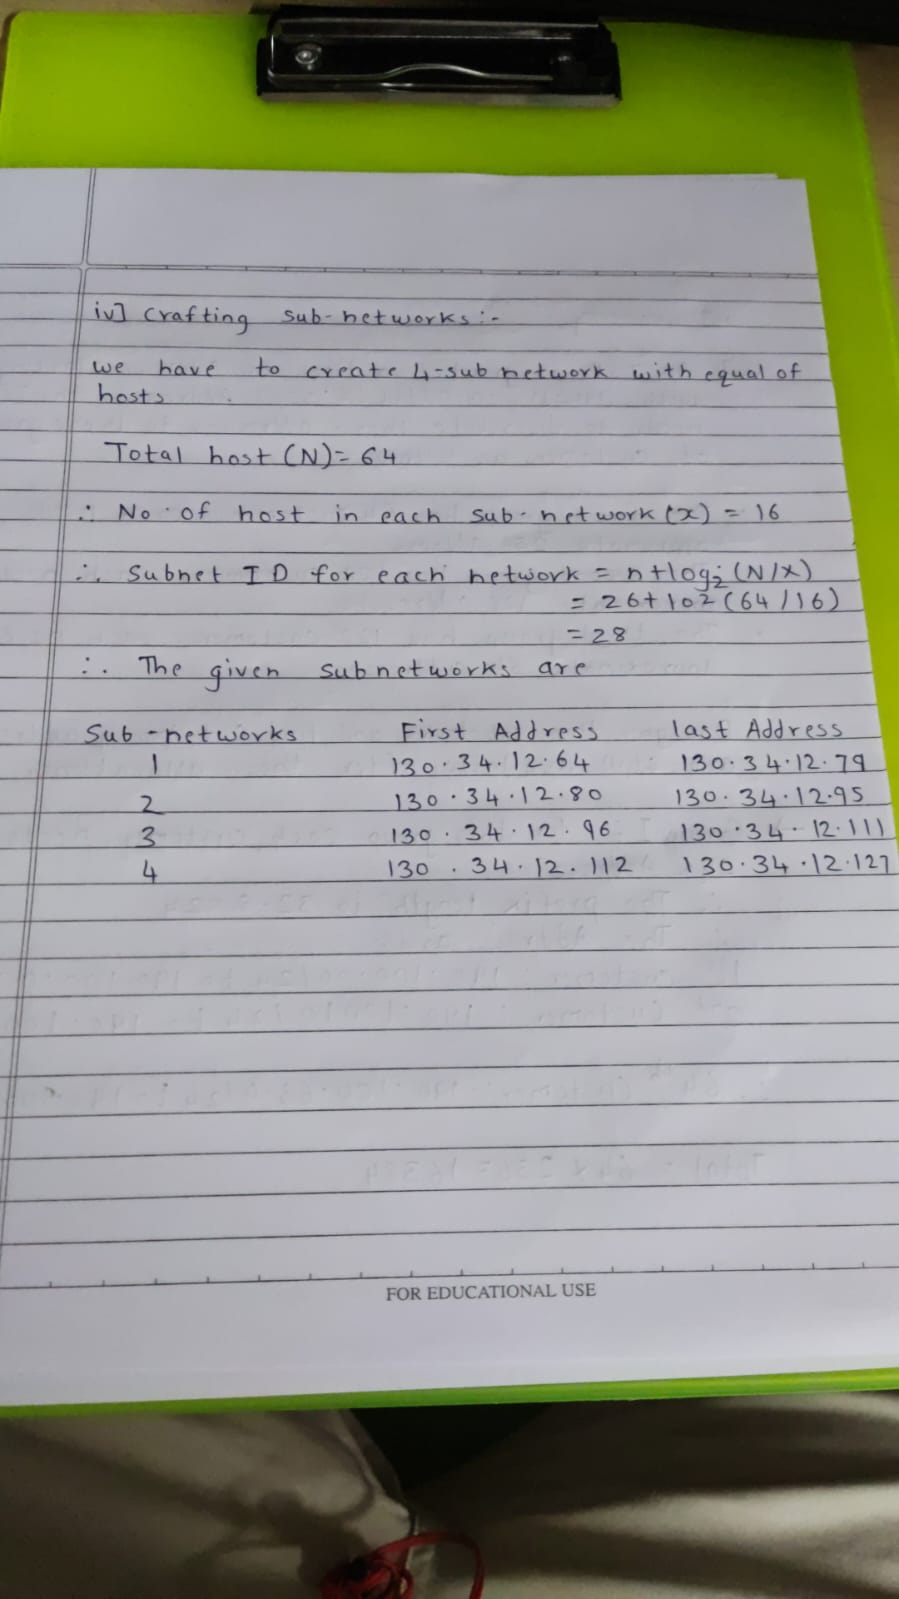 iv] Crafting sub-networks:-
we have to create 4-sub network with equal of
hosts
Total host (N)= 64
∴ No of host in each sub-network (x) = 16
∴ Subnet ID for each network = n+log2 (N/X)
= 26+ log2 (64/16)
= 28
∴ The given subnetworks are
Sub-networks First Address last Address
1 130.34.12.64 130.34.12.79
2 130.34.12.80 130.34.12.95
3 130.34.12.96 130.34.12.111
4 130.34.12.112 130.34.12.127
FOR EDUCATIONAL USE